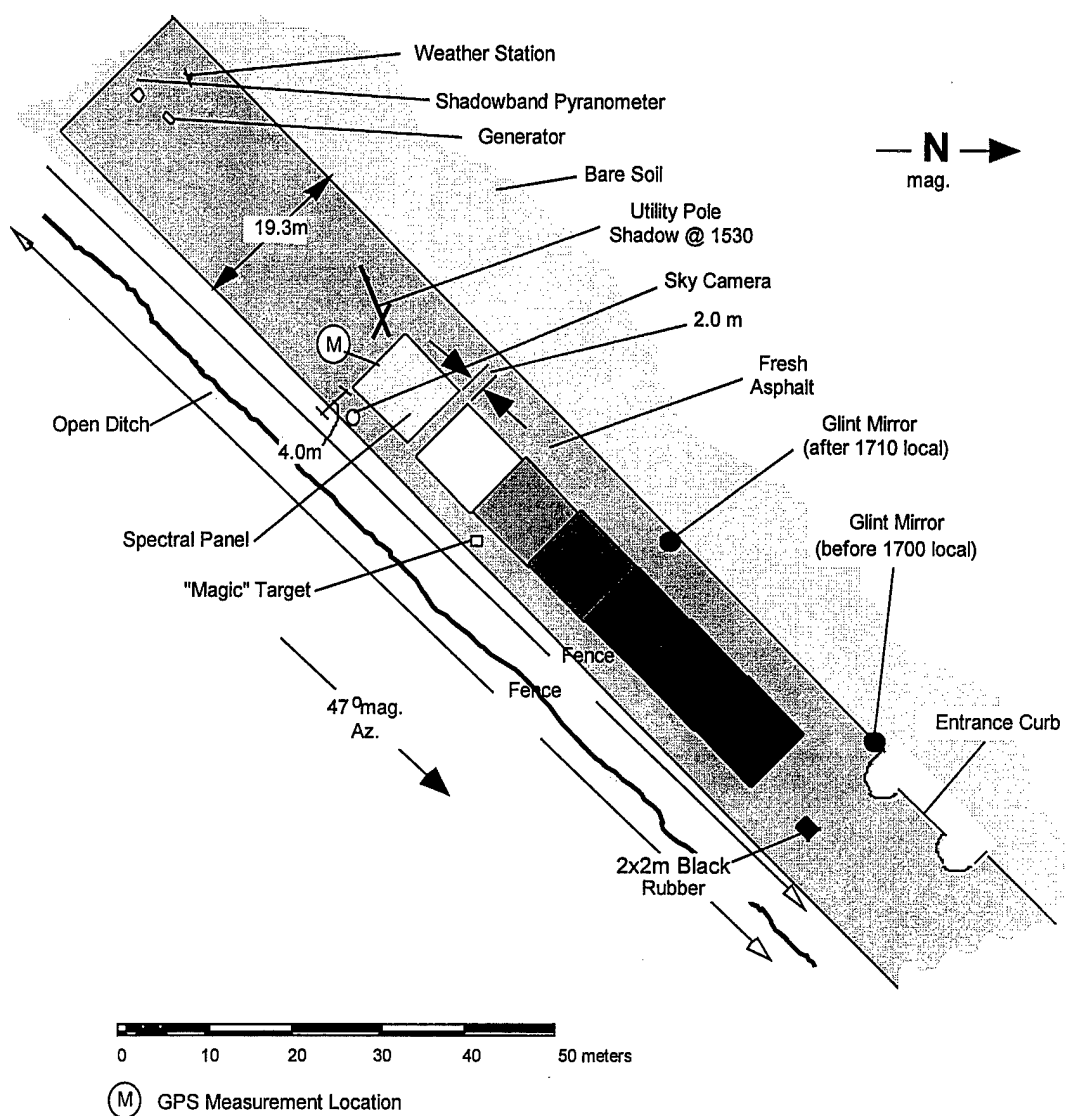 Weather Station
Shadowband Pyranometer
Generator
N
mag.
Bare Soil
19.3m
Utility Pole
Shadow @ 1530
Sky Camera
2.0 m
M
Fresh
Asphalt
Open Ditch
4.0m
Glint Mirror
(after 1710 local)
Spectral Panel
Glint Mirror
(before 1700 local)
"Magic" Target
Fence
Fence
47° mag.
Az.
Entrance Curb
2x2m Black
Rubber
0 10 20 30 40 50 meters
M GPS Measurement Location